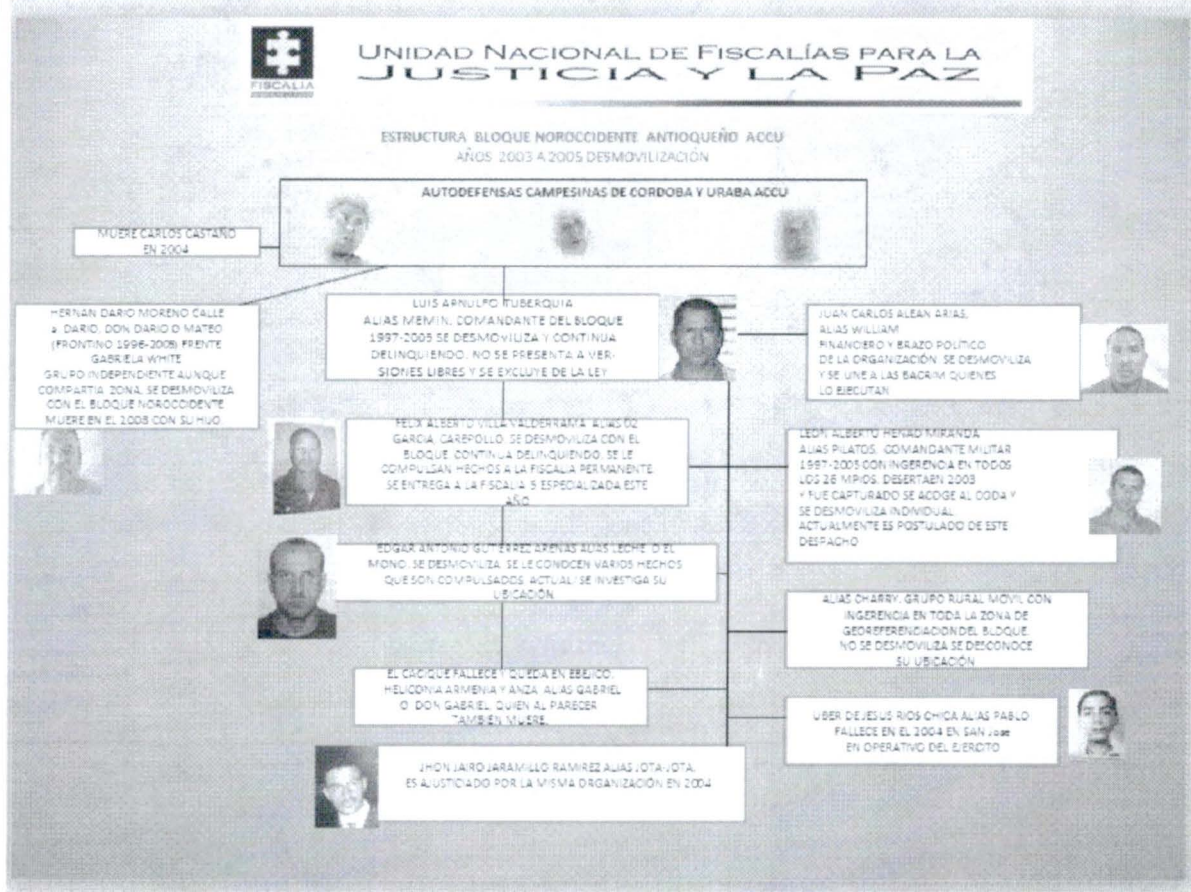 FISCALIA
UNIDAD NACIONAL DE FISCALÍAS PARA LA
JUSTICIA Y LA PAZ
ESTRUCTURA BLOQUE NOROCCIDENTE ANTIOQUEÑO ACCU
AÑOS 2003 A 2005 DESMOVILIZACIÓN
AUTODEFENSAS CAMPESINAS DE CORDOBA Y URABA ACCU
MUERE CARLOS CASTAÑO
EN 2004
HERNAN DARIO MORENO CALLE
a. DARIO, DON DARIO O MATEO
(FRONTINO 1996-2008) FRENTE
GABRIELA WHITE
GRUPO INDEPENDIENTE AUNQUE
COMPARTIA ZONA, SE DESMOVILIZA
CON EL BLOQUE NOROCCIDENTE
MUERE EN EL 2008 CON SU HIJO
LUIS ARNULFO TUBERQUIA
ALIAS MEMIN, COMANDANTE DEL BLOQUE
1997-2005 SE DESMOVILIZA Y CONTINUA
DELINQUIENDO, NO SE PRESENTA A VER-
SIONES LIBRES Y SE EXCLUYE DE LA LEY
JUAN CARLOS ALEAN ARIAS,
ALIAS WILLIAM
FINANCIERO Y BRAZO POLÍTICO
DE LA ORGANIZACIÓN SE DESMOVILIZA
Y SE UNE A LAS BACRIM QUIENES
LO EJECUTAN
FELIX ALBERTO VILLA VALDERRAMA ALIAS OZ
GARCIA, CAREPOLLO, SE DESMOVILIZA CON EL
BLOQUE CONTINUA DELINQUIENDO, SE LE
COMPULSAN HECHOS A LA FISCALIA PERMANENTE
SE ENTREGA A LA FISCALIA 5 ESPECIALIZADA ESTE
AÑO
LEON ALBERTO HENAO MIRANDA
ALIAS PILATOS, COMANDANTE MILITAR
1997-2005 CON INGERENCIA EN TODOS
LOS 26 MPIOS, DESERTA EN 2003
Y FUE CAPTURADO SE ACOGE AL CODA Y
SE DESMOVILIZA INDIVIDUAL
ACTUALMENTE ES POSTULADO DE ESTE
DESPACHO
EDGAR ANTONIO GUTIERREZ ARENAS ALIAS LECHE O EL
MONO, SE DESMOVILIZA, SE LE CONOCEN VARIOS HECHOS
QUE SON COMPULSADOS, ACTUAL/ SE INVESTIGA SU
UBICACIÓN
ALIAS CHARRY, GRUPO RURAL MOVIL CON
INGERENCIA EN TODA LA ZONA DE
GEOREFERENCIACION DEL BLOQUE.
NO SE DESMOVILIZA SE DESCONOCE
SU UBICACIÓN
EL CACIQUE FALLECE Y QUEDA EN EBEJICO,
HELICONIA ARMENIA Y ANZA ALIAS GABRIEL
O DON GABRIEL, QUIEN AL PARECER
TAMBIEN MUERE.
UBER DE JESUS RIOS CHICA ALIAS PABLO
FALLECE EN EL 2004 EN SAN José
EN OPERATIVO DEL EJERCITO
JHON JAIRO JARAMILLO RAMIREZ ALIAS JOTA-JOTA,
ES AJUSTICIADO POR LA MISMA ORGANIZACIÓN EN 2004